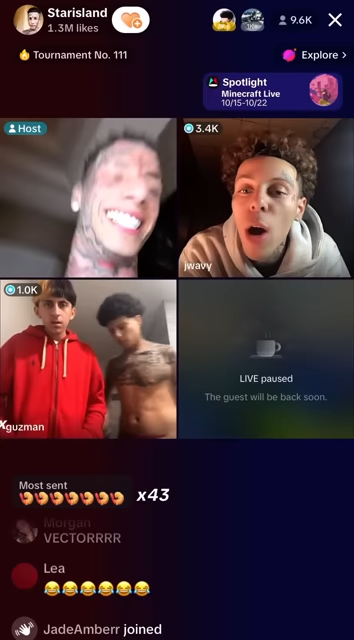 Starisland
1.3M likes
9.6K
Tournament No. 111
Explore >
Spotlight
Minecraft Live
10/15-10/22
Host
3.4K
jwavy
1.0K
xguzman
LIVE paused
The guest will be back soon.
Most sent
x43
Morgan
VECTORRRR
Lea
JadeAmberr joined